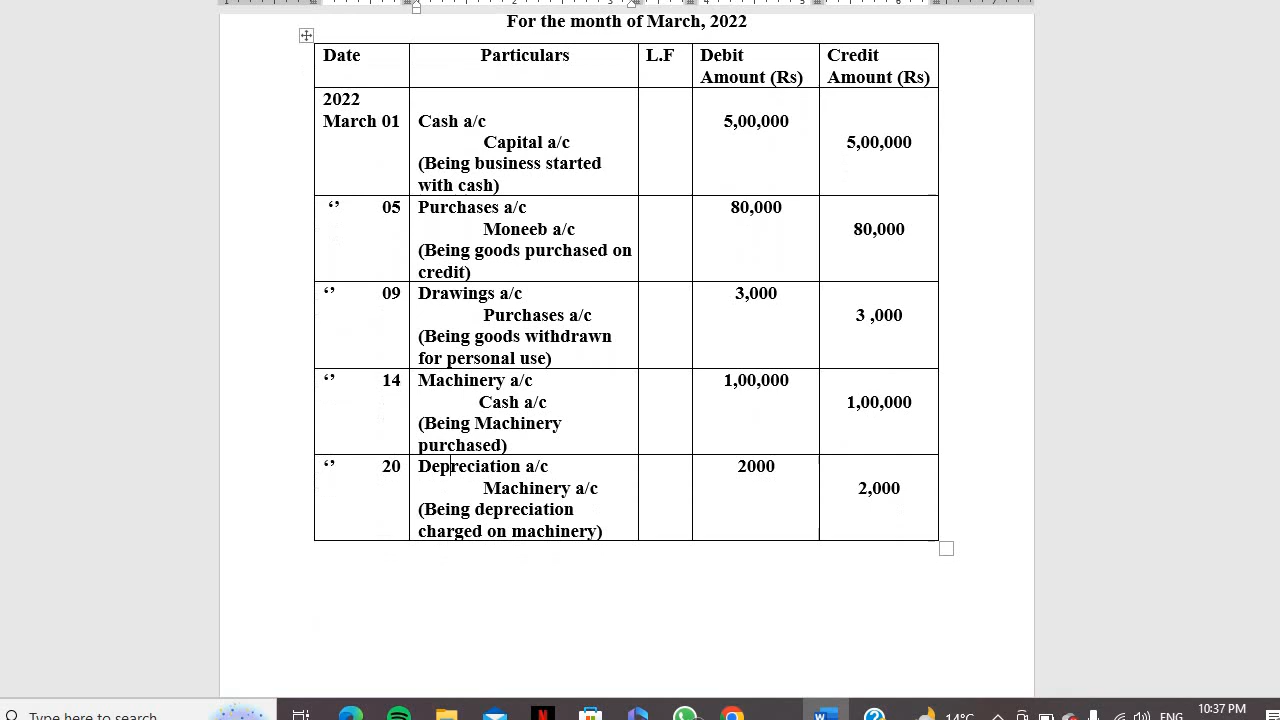 For the month of March, 2022
Date Particulars L.F Debit Amount (Rs) Credit Amount (Rs)
2022
March 01 Cash a/c 5,00,000
Capital a/c 5,00,000
(Being business started
with cash)
‘’ 05 Purchases a/c 80,000
Moneeb a/c 80,000
(Being goods purchased on
credit)
‘’ 09 Drawings a/c 3,000
Purchases a/c 3 ,000
(Being goods withdrawn
for personal use)
‘’ 14 Machinery a/c 1,00,000
Cash a/c 1,00,000
(Being Machinery
purchased)
‘’ 20 Depreciation a/c 2000
Machinery a/c 2,000
(Being depreciation
charged on machinery)
Type here to search 14°C ENG 10:37 PM